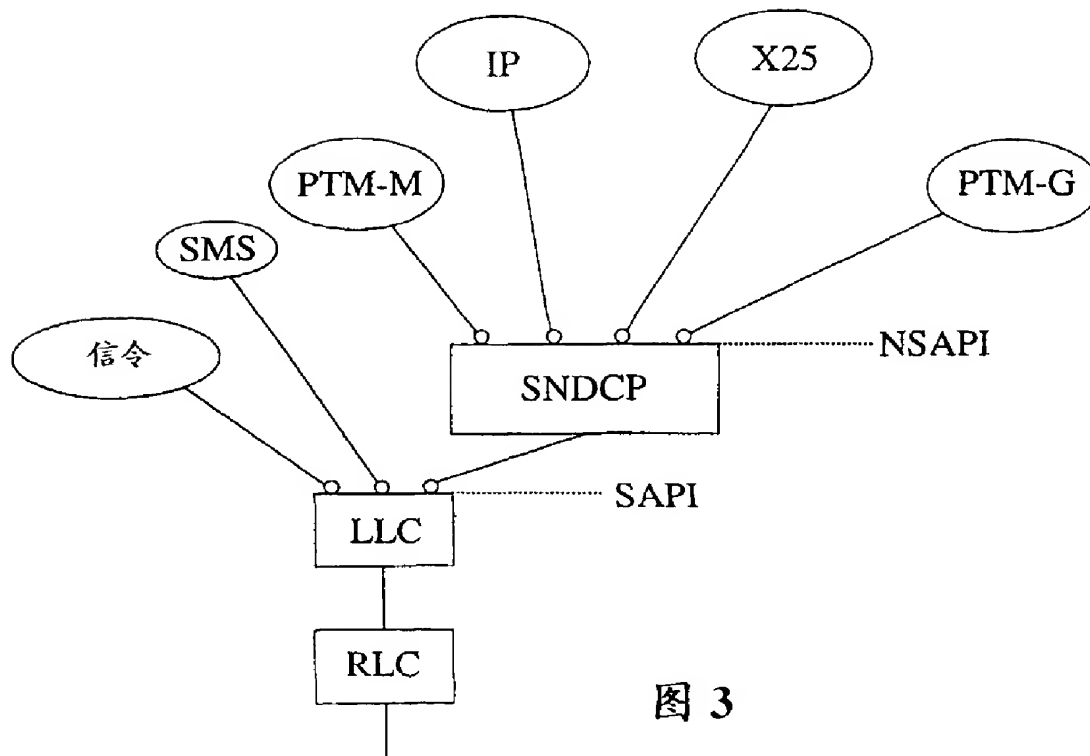 IP
X25
PTM-M
PTM-G
SMS
信令
NSAPI
SNDCP
SAPI
LLC
RLC
图 3